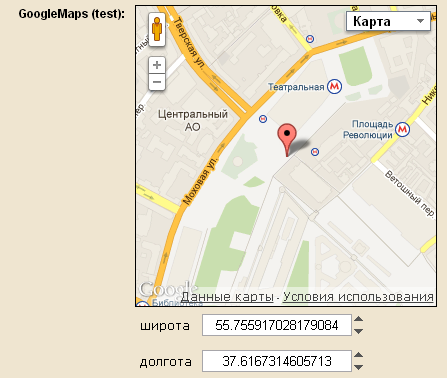 GoogleMaps (test):
Карта
Тверская ул.
Театральная
Центральный
АО
Площадь
Революции
Моховая ул.
Ветошный пер
Google
Библиотека
Данные карты - Условия использования
широта 55.755917028179084
долгота 37.6167314605713